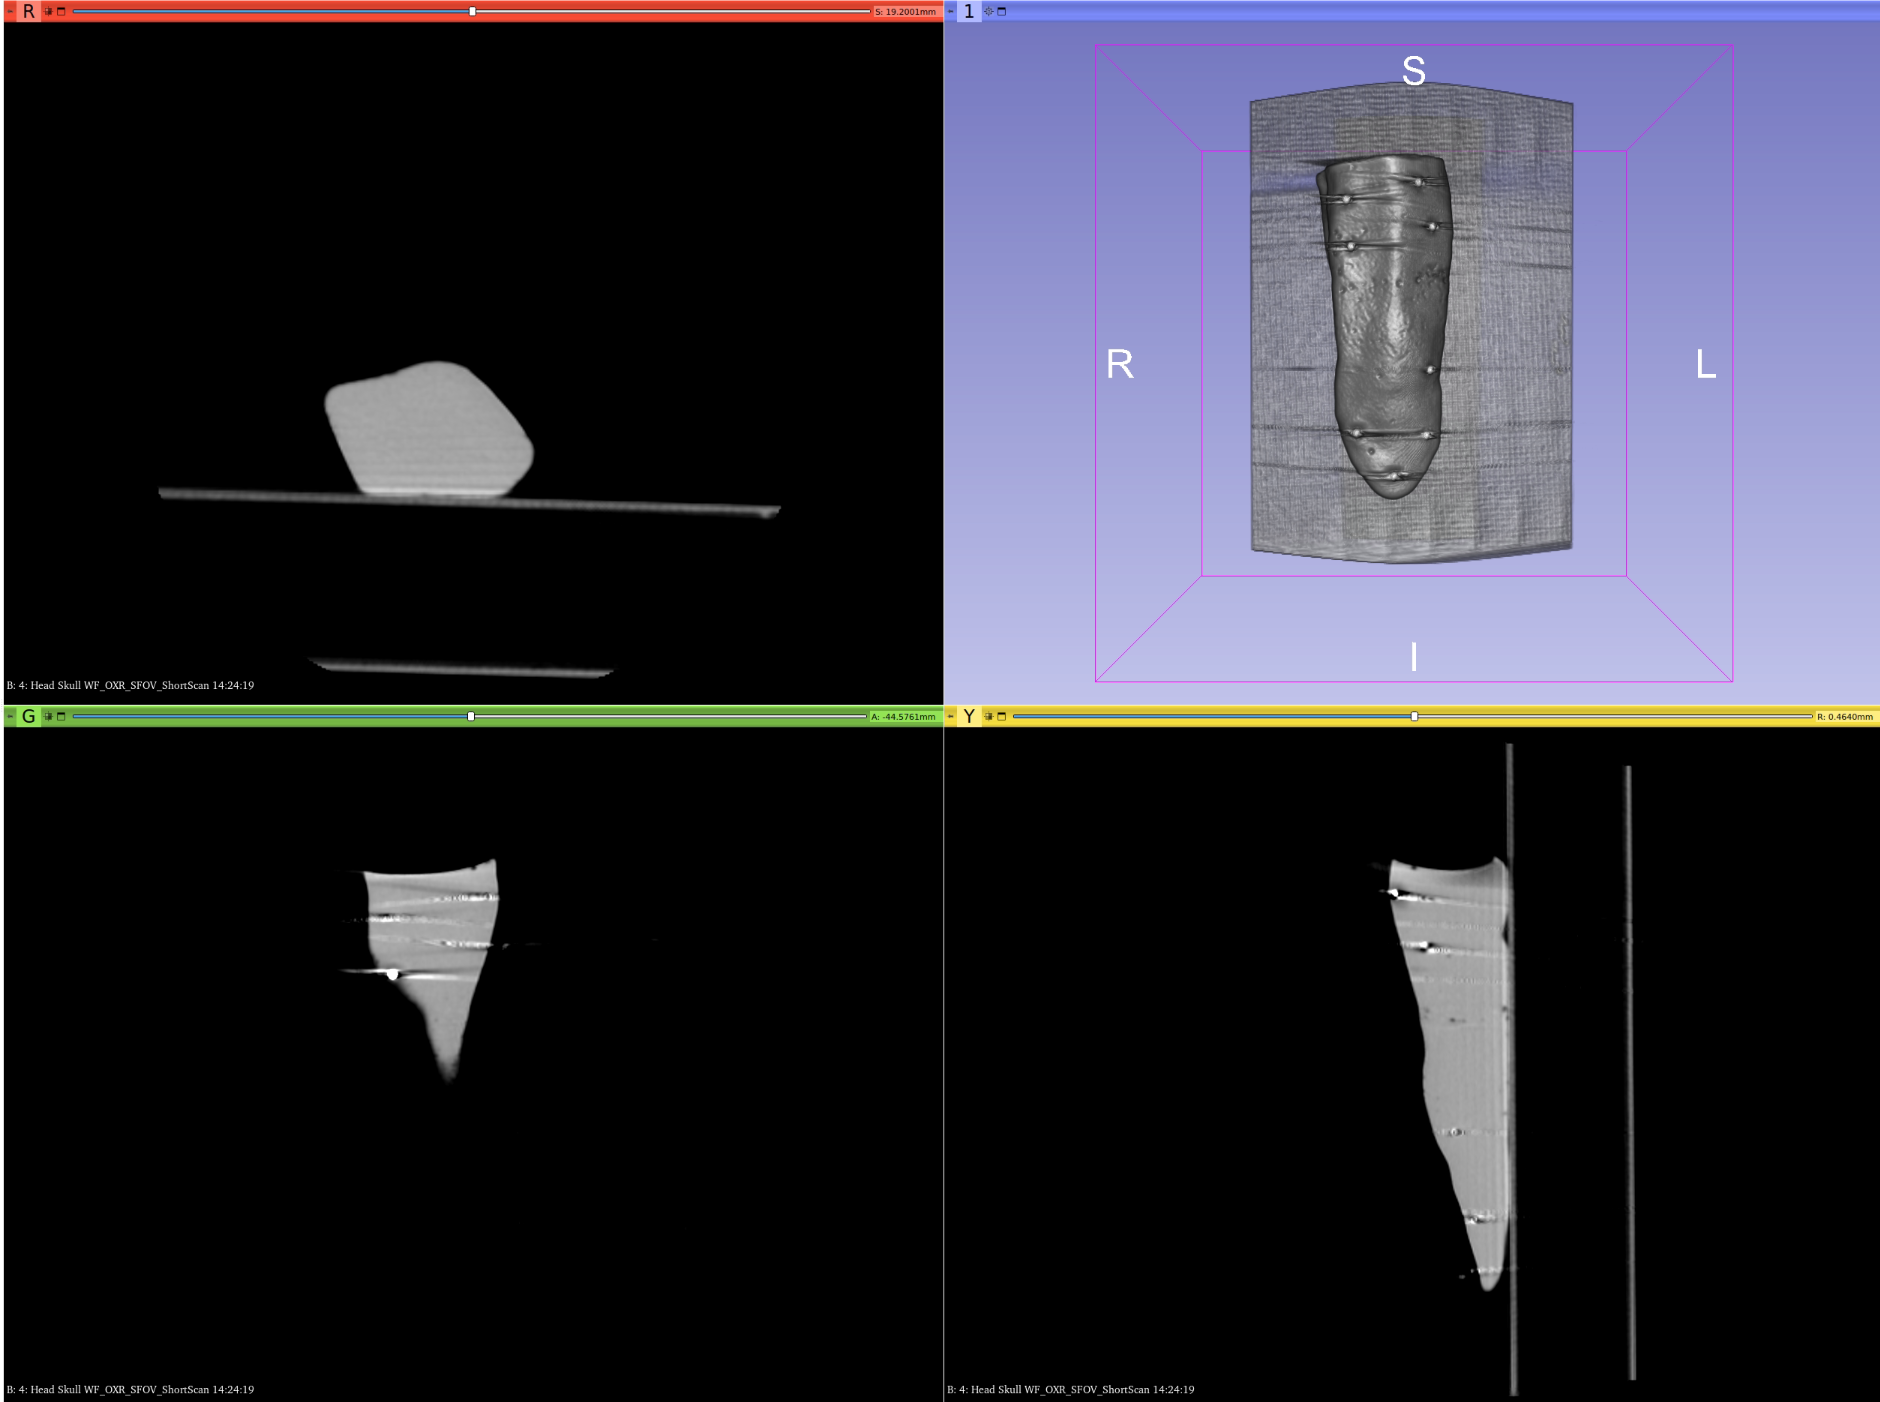 R
S: 19.2001mm
1
S
R
L
I
B: 4: Head Skull WF_OXR_SFOV_ShortScan 14:24:19
G
A: -44.5761mm
Y
R: 0.4640mm
B: 4: Head Skull WF_OXR_SFOV_ShortScan 14:24:19
B: 4: Head Skull WF_OXR_SFOV_ShortScan 14:24:19